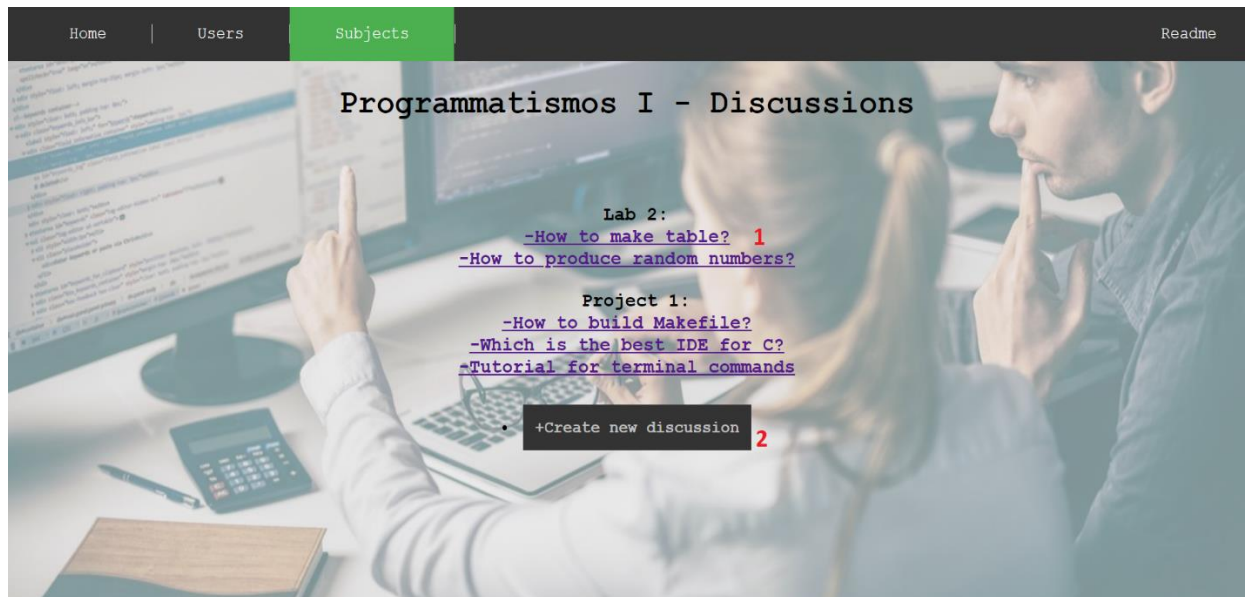 Home
Users
Subjects
Readme
Programmatismos I - Discussions
Lab 2:
-How to make table? 1
-How to produce random numbers?
Project 1:
-How to build Makefile?
-Which is the best IDE for C?
-Tutorial for terminal commands
+Create new discussion 2